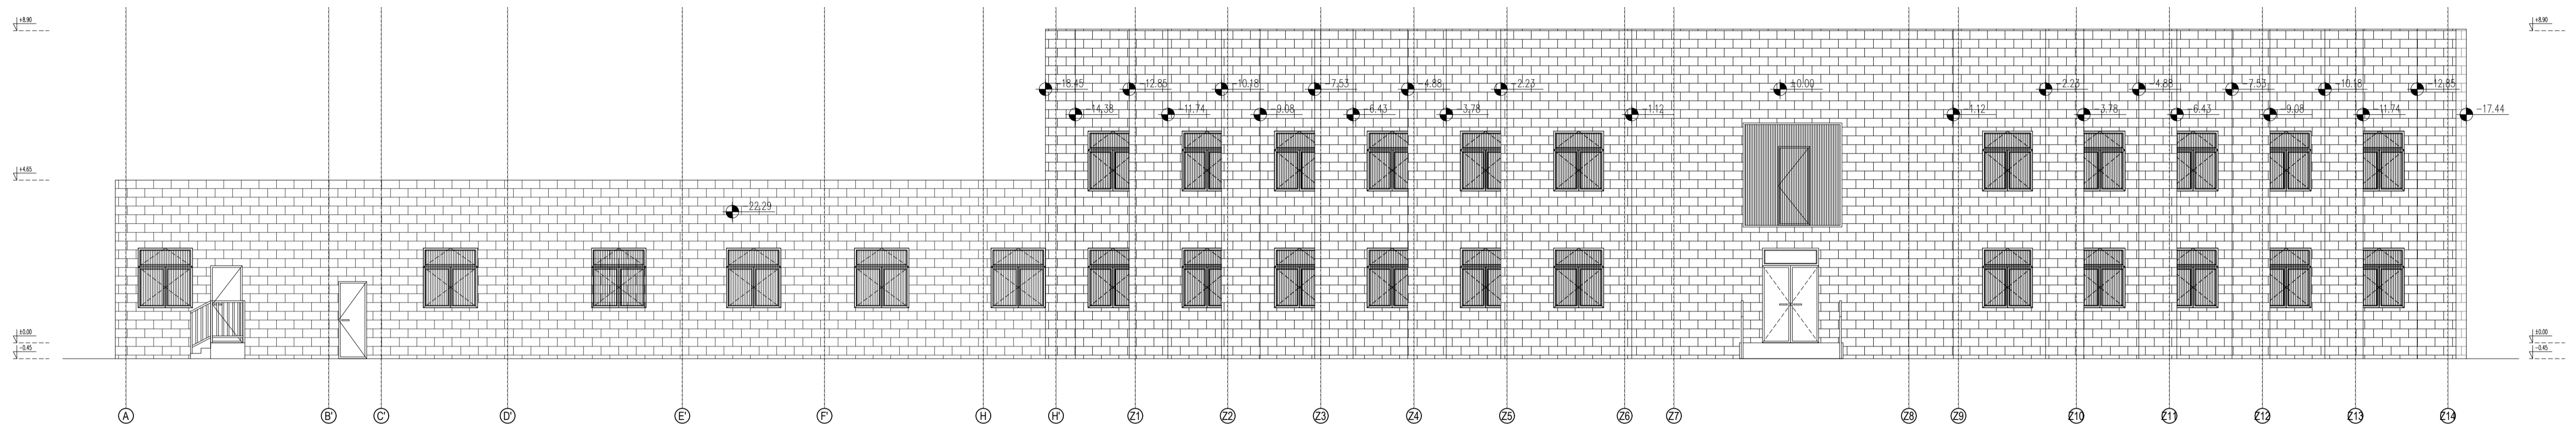 +8.90
+8.90
-18.45
-12.85
-10.18
-7.53
-4.88
-2.23
±0.00
-2.23
-4.88
-7.53
-10.18
-12.85
-14.38
-11.74
-9.08
-6.43
-3.78
-1.12
-1.12
-3.78
-6.43
-9.08
-11.74
-17.44
+4.65
-22.29
±0.00
±0.00
-0.45
-0.45
A
B'
C'
D'
E'
F'
H
H'
Z1
Z2
Z3
Z4
Z5
Z6
Z7
Z8
Z9
Z10
Z11
Z12
Z13
Z14